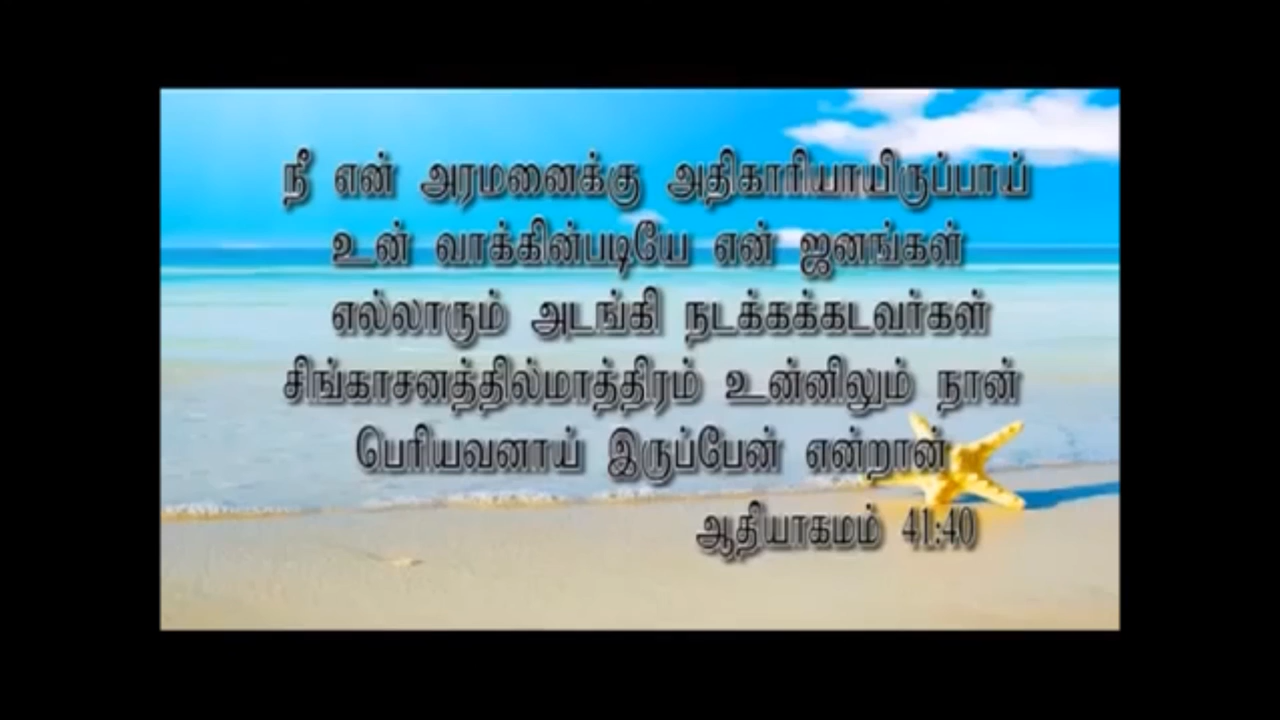 நீ என் அரமனைக்கு அதிகாரியாயிருப்பாய்
உன் வாக்கின்படியே என் ஜனங்கள்
எல்லாரும் அடங்கி நடக்கக்கடவர்கள்
சிங்காசனத்தில்மாத்திரம் உன்னிலும் நான்
பெரியவனாய் இருப்பேன் என்றான்
ஆதியாகமம் 41:40